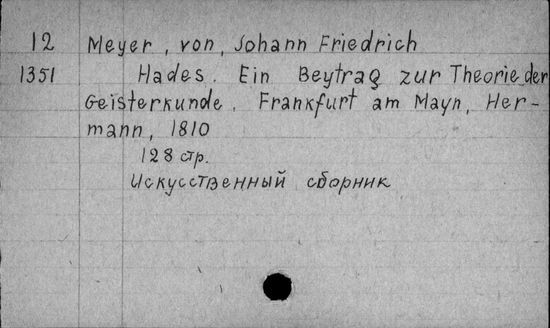 12 Meyer, von, Johann Friedrich
1351 Hades. Ein Beytrag zur Theorie der
Geisterkunde. Frankfurt am Mayn, Her-
mann, 1810
128 стр.
Искусственный сборник